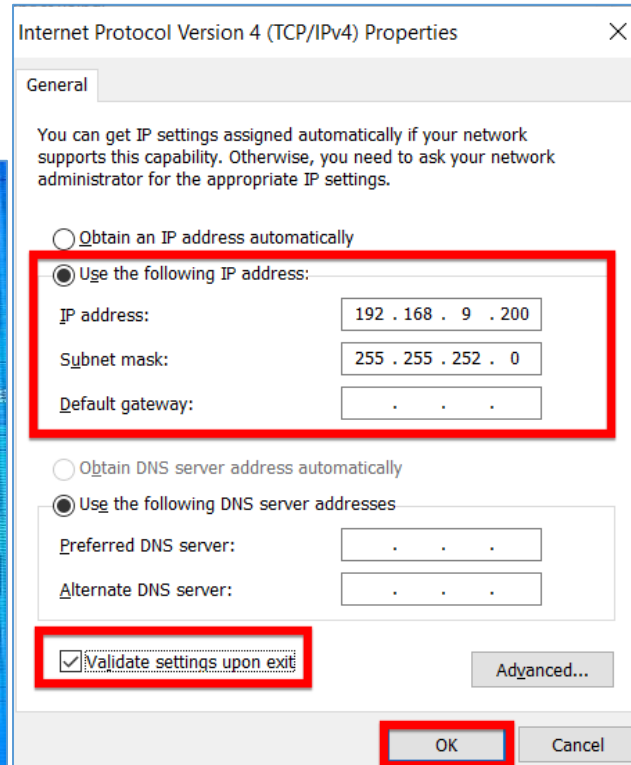 Internet Protocol Version 4 (TCP/IPv4) Properties
General
You can get IP settings assigned automatically if your network
supports this capability. Otherwise, you need to ask your network
administrator for the appropriate IP settings.
Obtain an IP address automatically
Use the following IP address:
IP address: 192 . 168 . 9 . 200
Subnet mask: 255 . 255 . 252 . 0
Default gateway: . . .
Obtain DNS server address automatically
Use the following DNS server addresses
Preferred DNS server: . . .
Alternate DNS server: . . .
Validate settings upon exit
Advanced...
OK Cancel